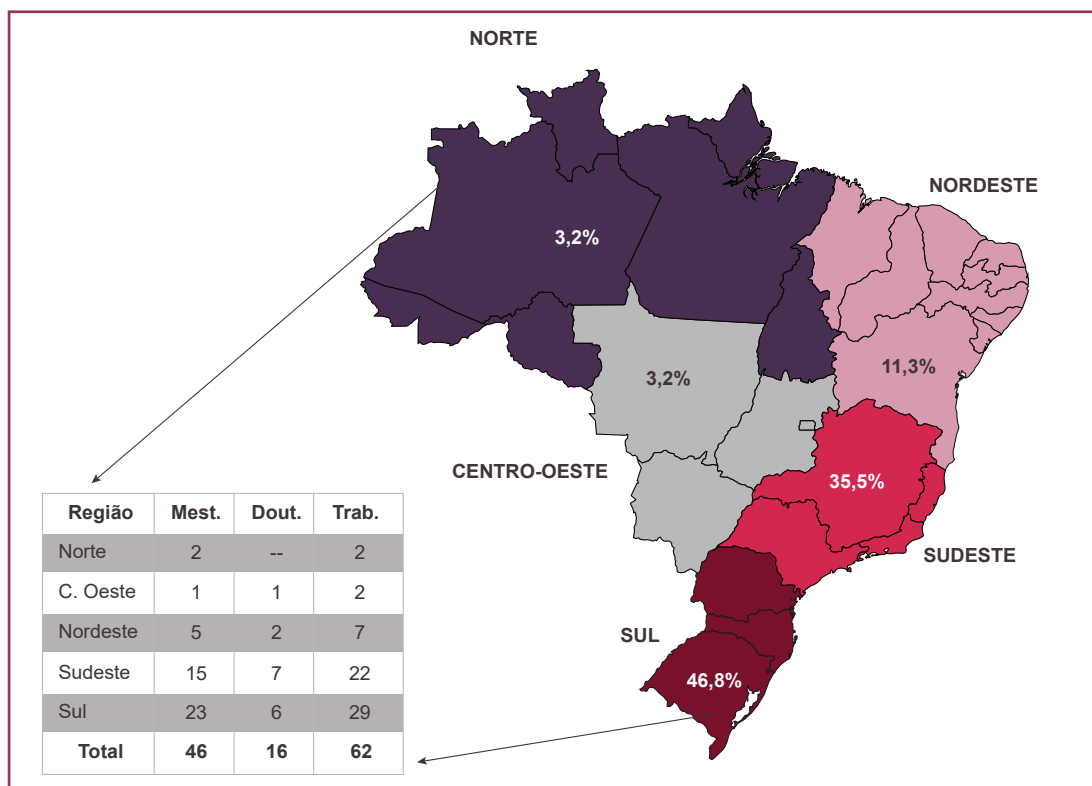 NORTE
NORDESTE
3,2%
11,3%
3,2%
CENTRO-OESTE
35,5%
SUDESTE
SUL
46,8%
Região Mest. Dout. Trab.
Norte 2 -- 2
C. Oeste 1 1 2
Nordeste 5 2 7
Sudeste 15 7 22
Sul 23 6 29
Total 46 16 62